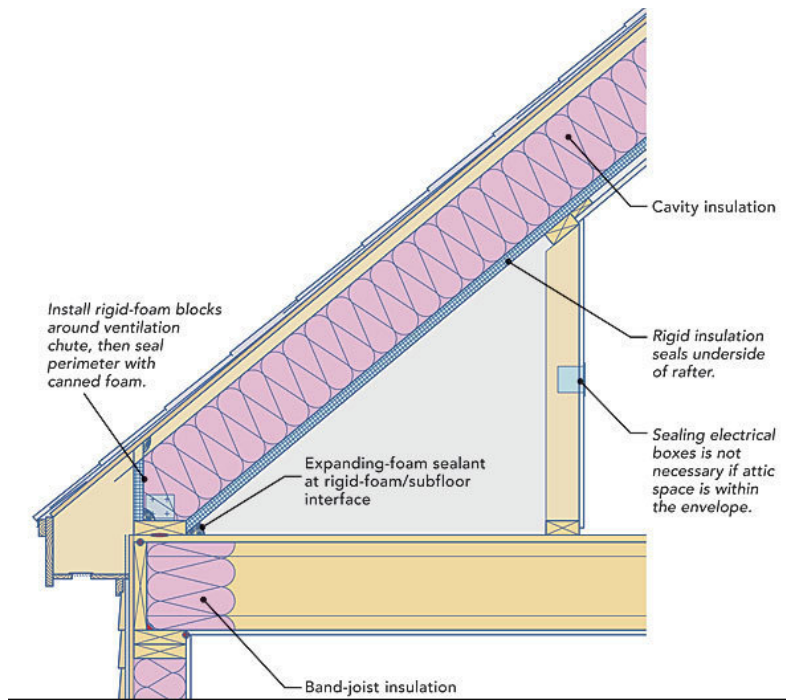 Cavity insulation
Install rigid-foam blocks
around ventilation
chute, then seal
perimeter with
canned foam.
Rigid insulation
seals underside
of rafter.
Expanding-foam sealant
at rigid-foam/subfloor
interface
Sealing electrical
boxes is not
necessary if attic
space is within
the envelope.
Band-joist insulation